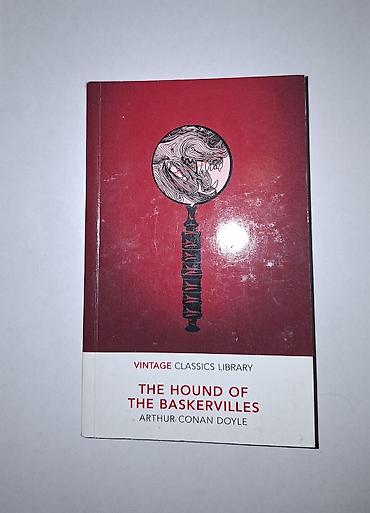 VINTAGE CLASSICS LIBRARY
THE HOUND OF
THE BASKERVILLES
ARTHUR CONAN DOYLE